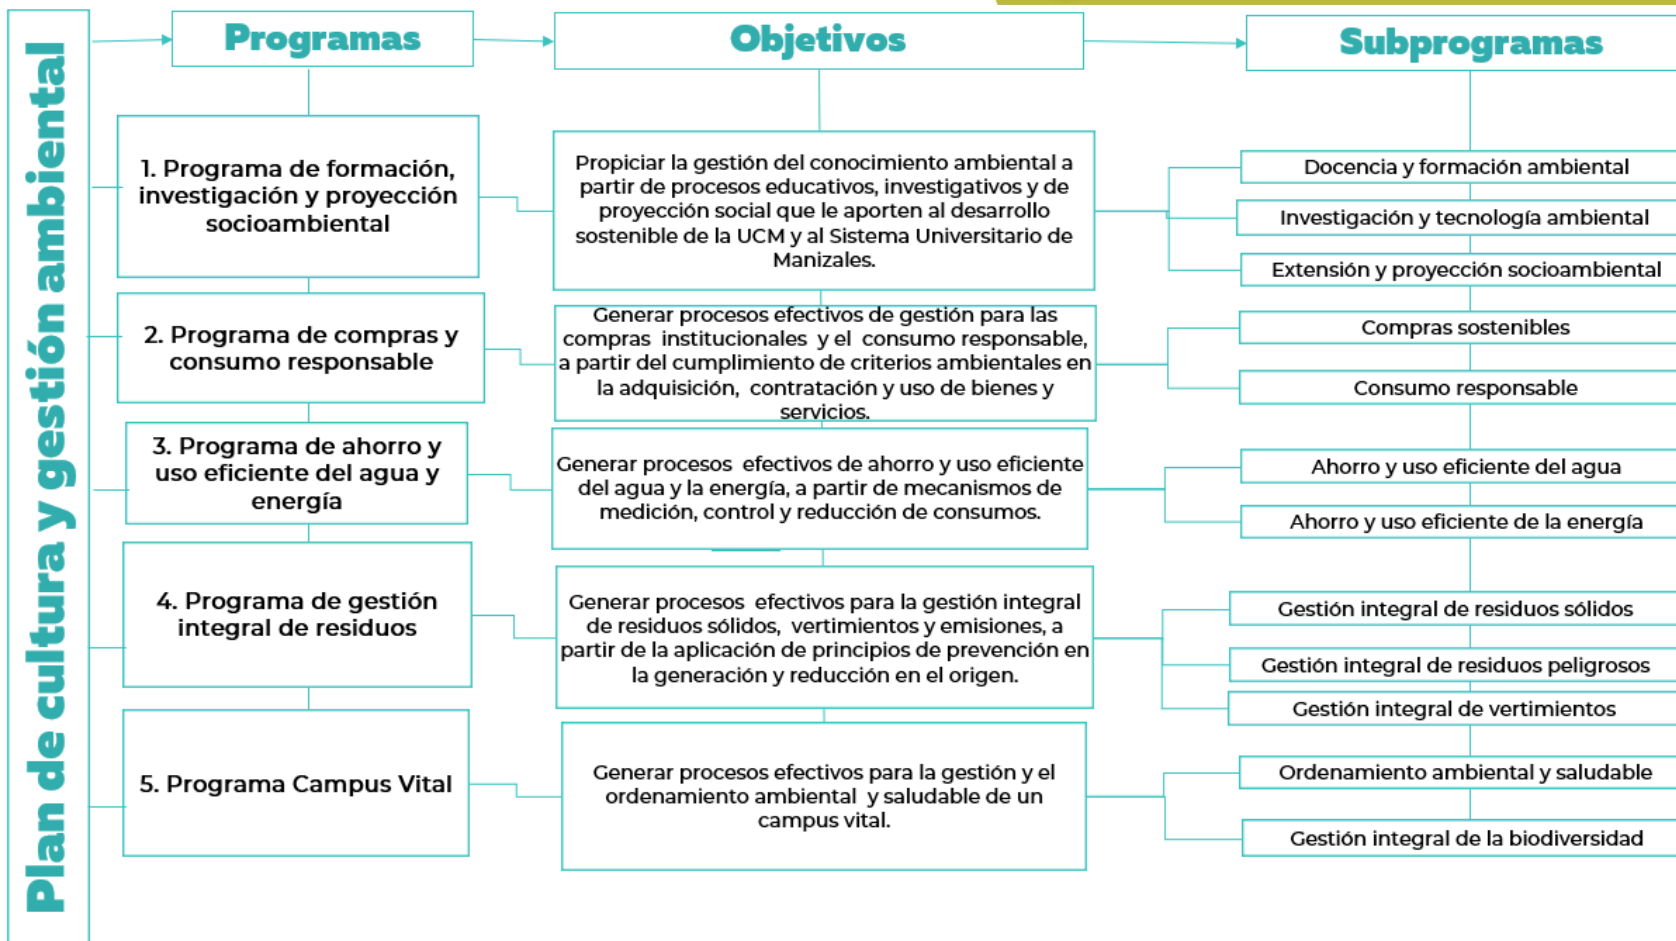 Plan de cultura y gestión ambiental
Programas
Objetivos
Subprogramas
1. Programa de formación,
investigación y proyección
socioambiental
Propiciar la gestión del conocimiento ambiental a
partir de procesos educativos, investigativos y de
proyección social que le aporten al desarrollo
sostenible de la UCM y al Sistema Universitario de
Manizales.
Docencia y formación ambiental
Investigación y tecnología ambiental
Extensión y proyección socioambiental
2. Programa de compras y
consumo responsable
Generar procesos efectivos de gestión para las
compras institucionales y el consumo responsable,
a partir del cumplimiento de criterios ambientales en
la adquisición, contratación y uso de bienes y
servicios.
Compras sostenibles
Consumo responsable
3. Programa de ahorro y
uso eficiente del agua y
energía
Generar procesos efectivos de ahorro y uso eficiente
del agua y la energía, a partir de mecanismos de
medición, control y reducción de consumos.
Ahorro y uso eficiente del agua
Ahorro y uso eficiente de la energía
4. Programa de gestión
integral de residuos
Generar procesos efectivos para la gestión integral
de residuos sólidos, vertimientos y emisiones, a
partir de la aplicación de principios de prevención en
la generación y reducción en el origen.
Gestión integral de residuos sólidos
Gestión integral de residuos peligrosos
Gestión integral de vertimientos
5. Programa Campus Vital
Generar procesos efectivos para la gestión y el
ordenamiento ambiental y saludable de un
campus vital.
Ordenamiento ambiental y saludable
Gestión integral de la biodiversidad